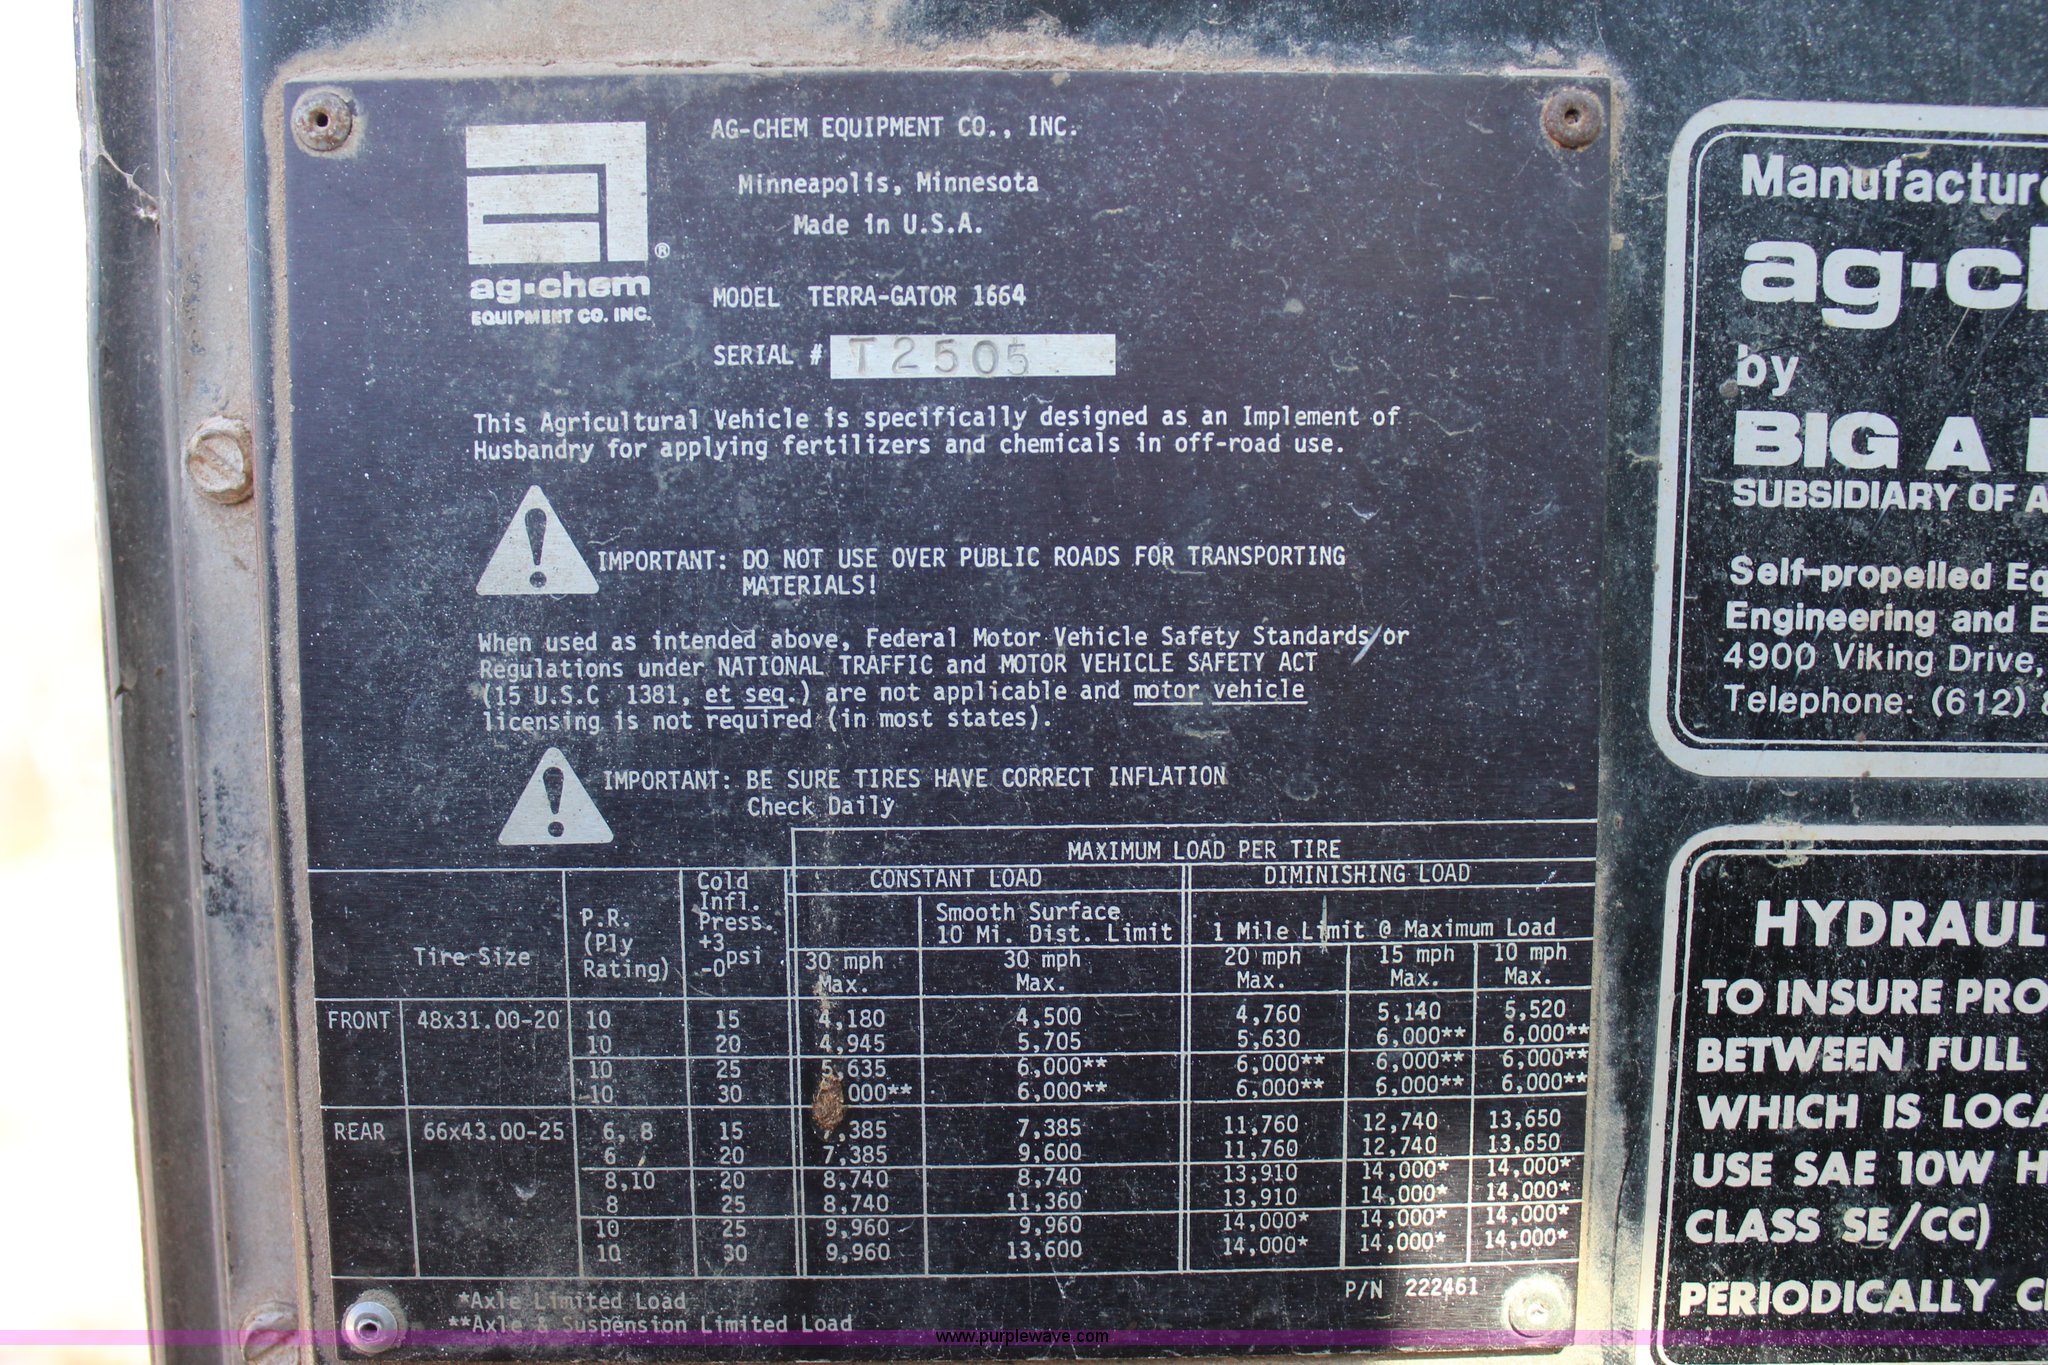 AG-CHEM EQUIPMENT CO., INC.
Minneapolis, Minnesota
Made in U.S.A.
ag·chem ®
EQUIPMENT CO. INC.
MODEL TERRA-GATOR 1664
SERIAL # T2505
This Agricultural Vehicle is specifically designed as an Implement of
Husbandry for applying fertilizers and chemicals in off-road use.
IMPORTANT: DO NOT USE OVER PUBLIC ROADS FOR TRANSPORTING
MATERIALS!
When used as intended above, Federal Motor Vehicle Safety Standards or
Regulations under NATIONAL TRAFFIC and MOTOR VEHICLE SAFETY ACT
(15 U.S.C 1381, et seq.) are not applicable and motor vehicle
licensing is not required (in most states).
IMPORTANT: BE SURE TIRES HAVE CORRECT INFLATION
Check Daily
MAXIMUM LOAD PER TIRE
CONSTANT LOAD DIMINISHING LOAD
Tire Size
P.R.
(Ply
Rating)
Cold
Infl.
Press.
+3
-0 psi
Smooth Surface
10 Mi. Dist. Limit
1 Mile Limit @ Maximum Load
30 mph 30 mph 20 mph 15 mph 10 mph
Max. Max. Max. Max. Max.
FRONT 48x31.00-20 10 15 4,180 4,500 4,760 5,140 5,520
10 20 4,945 5,705 5,630 6,000** 6,000**
10 25 5,635 6,000** 6,000** 6,000** 6,000**
10 30 000** 6,000** 6,000** 6,000** 6,000**
REAR 66x43.00-25 6, 8 15 7,385 7,385 11,760 12,740 13,650
6 20 7,385 9,600 11,760 12,740 13,650
8,10 20 8,740 8,740 13,910 14,000* 14,000*
8 25 8,740 11,360 13,910 14,000* 14,000*
10 25 9,960 9,960 14,000* 14,000* 14,000*
10 30 9,960 13,600 14,000* 14,000* 14,000*
P/N 222461
*Axle Limited Load
**Axle & Suspension Limited Load
Manufacture
ag·ch
by
BIG A
SUBSIDIARY OF A
Self-propelled Eq
Engineering and
4900 Viking Drive,
Telephone: (612)
HYDRAUL
TO INSURE PRO
BETWEEN FULL
WHICH IS LOCA
USE SAE 10W H
CLASS SE/CC)
PERIODICALLY C
www.purplewave.com